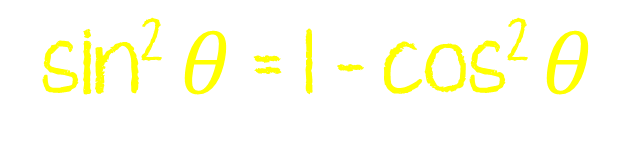 sin² θ = 1 - cos² θ